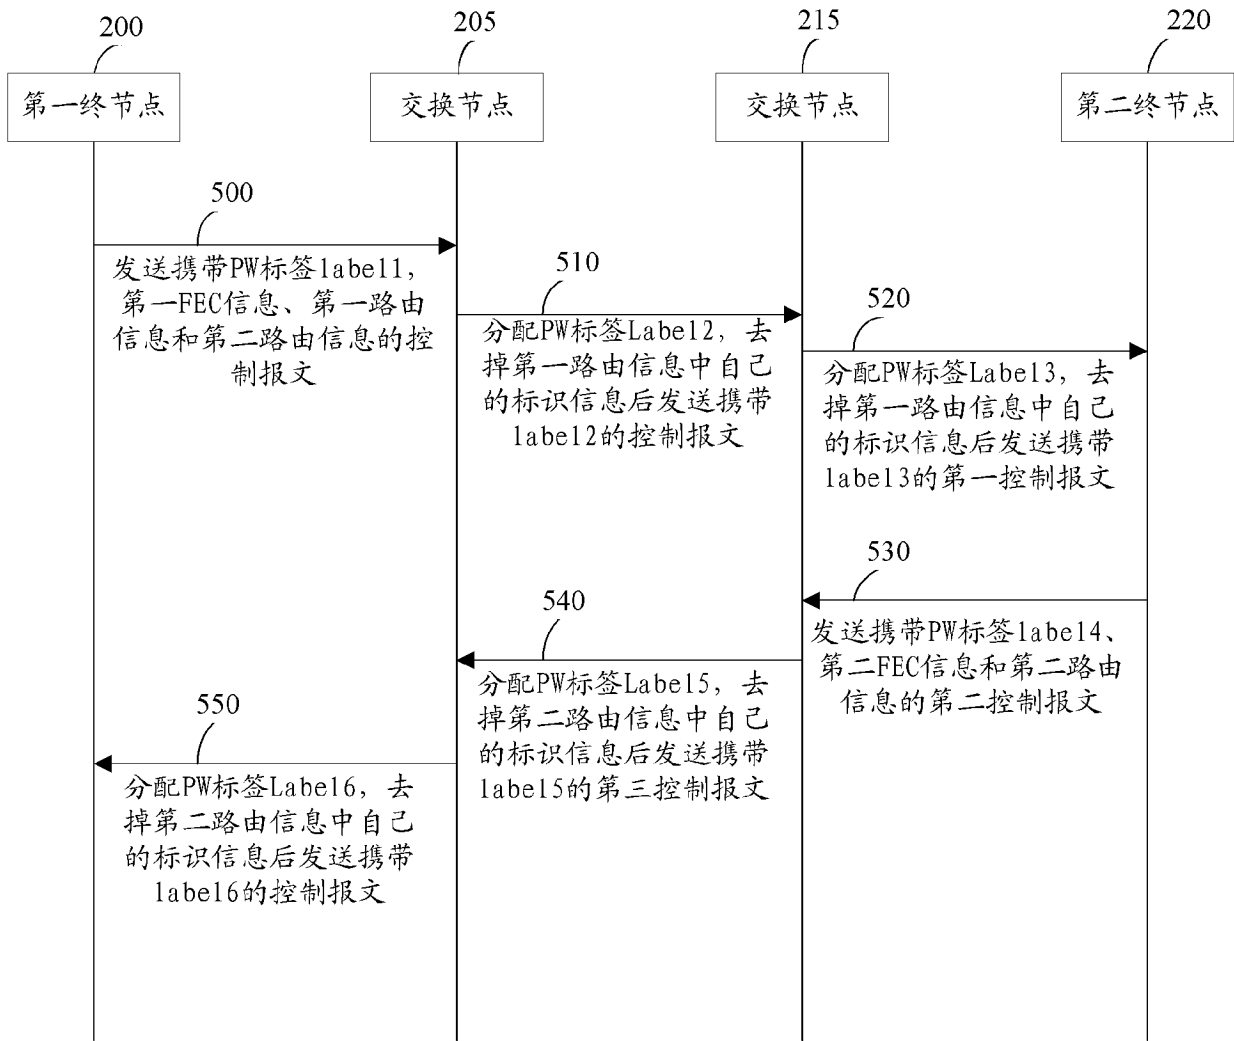 200
205
215
220
第一终节点
交换节点
交换节点
第二终节点
500
发送携带PW标签label1,
第一FEC信息、第一路由
信息和第二路由信息的控
制报文
510
分配PW标签Label2, 去
掉第一路由信息中自己
的标识信息后发送携带
label2的控制报文
520
分配PW标签Label3, 去
掉第一路由信息中自己
的标识信息后发送携带
label3的第一控制报文
530
发送携带PW标签label4、
第二FEC信息和第二路由
信息的第二控制报文
540
分配PW标签Label5, 去
掉第二路由信息中自己
的标识信息后发送携带
label5的第三控制报文
550
分配PW标签Label6, 去
掉第二路由信息中自己
的标识信息后发送携带
label6的控制报文